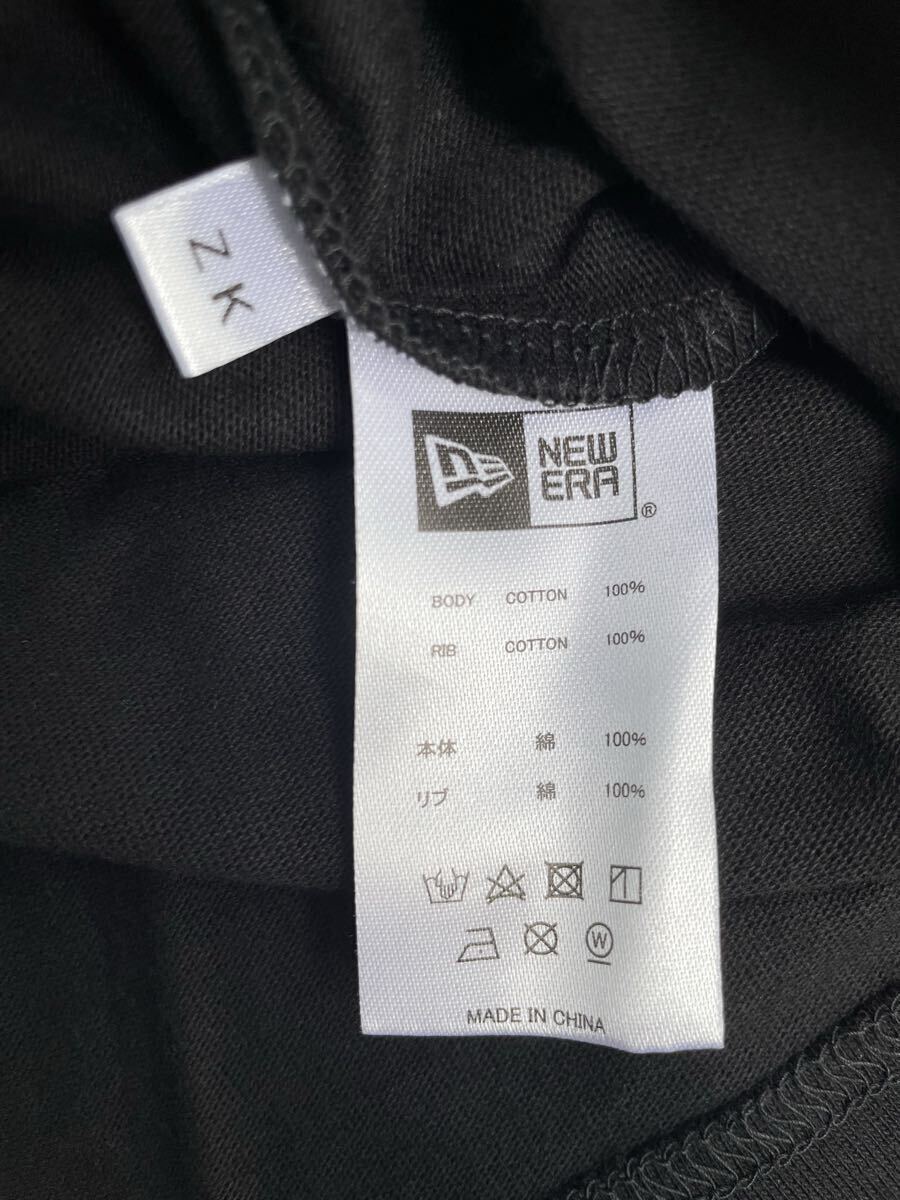 Z K
NEW
ERA
®
BODY COTTON 100%
RIB COTTON 100%
本体 綿 100%
リブ 綿 100%
W
MADE IN CHINA